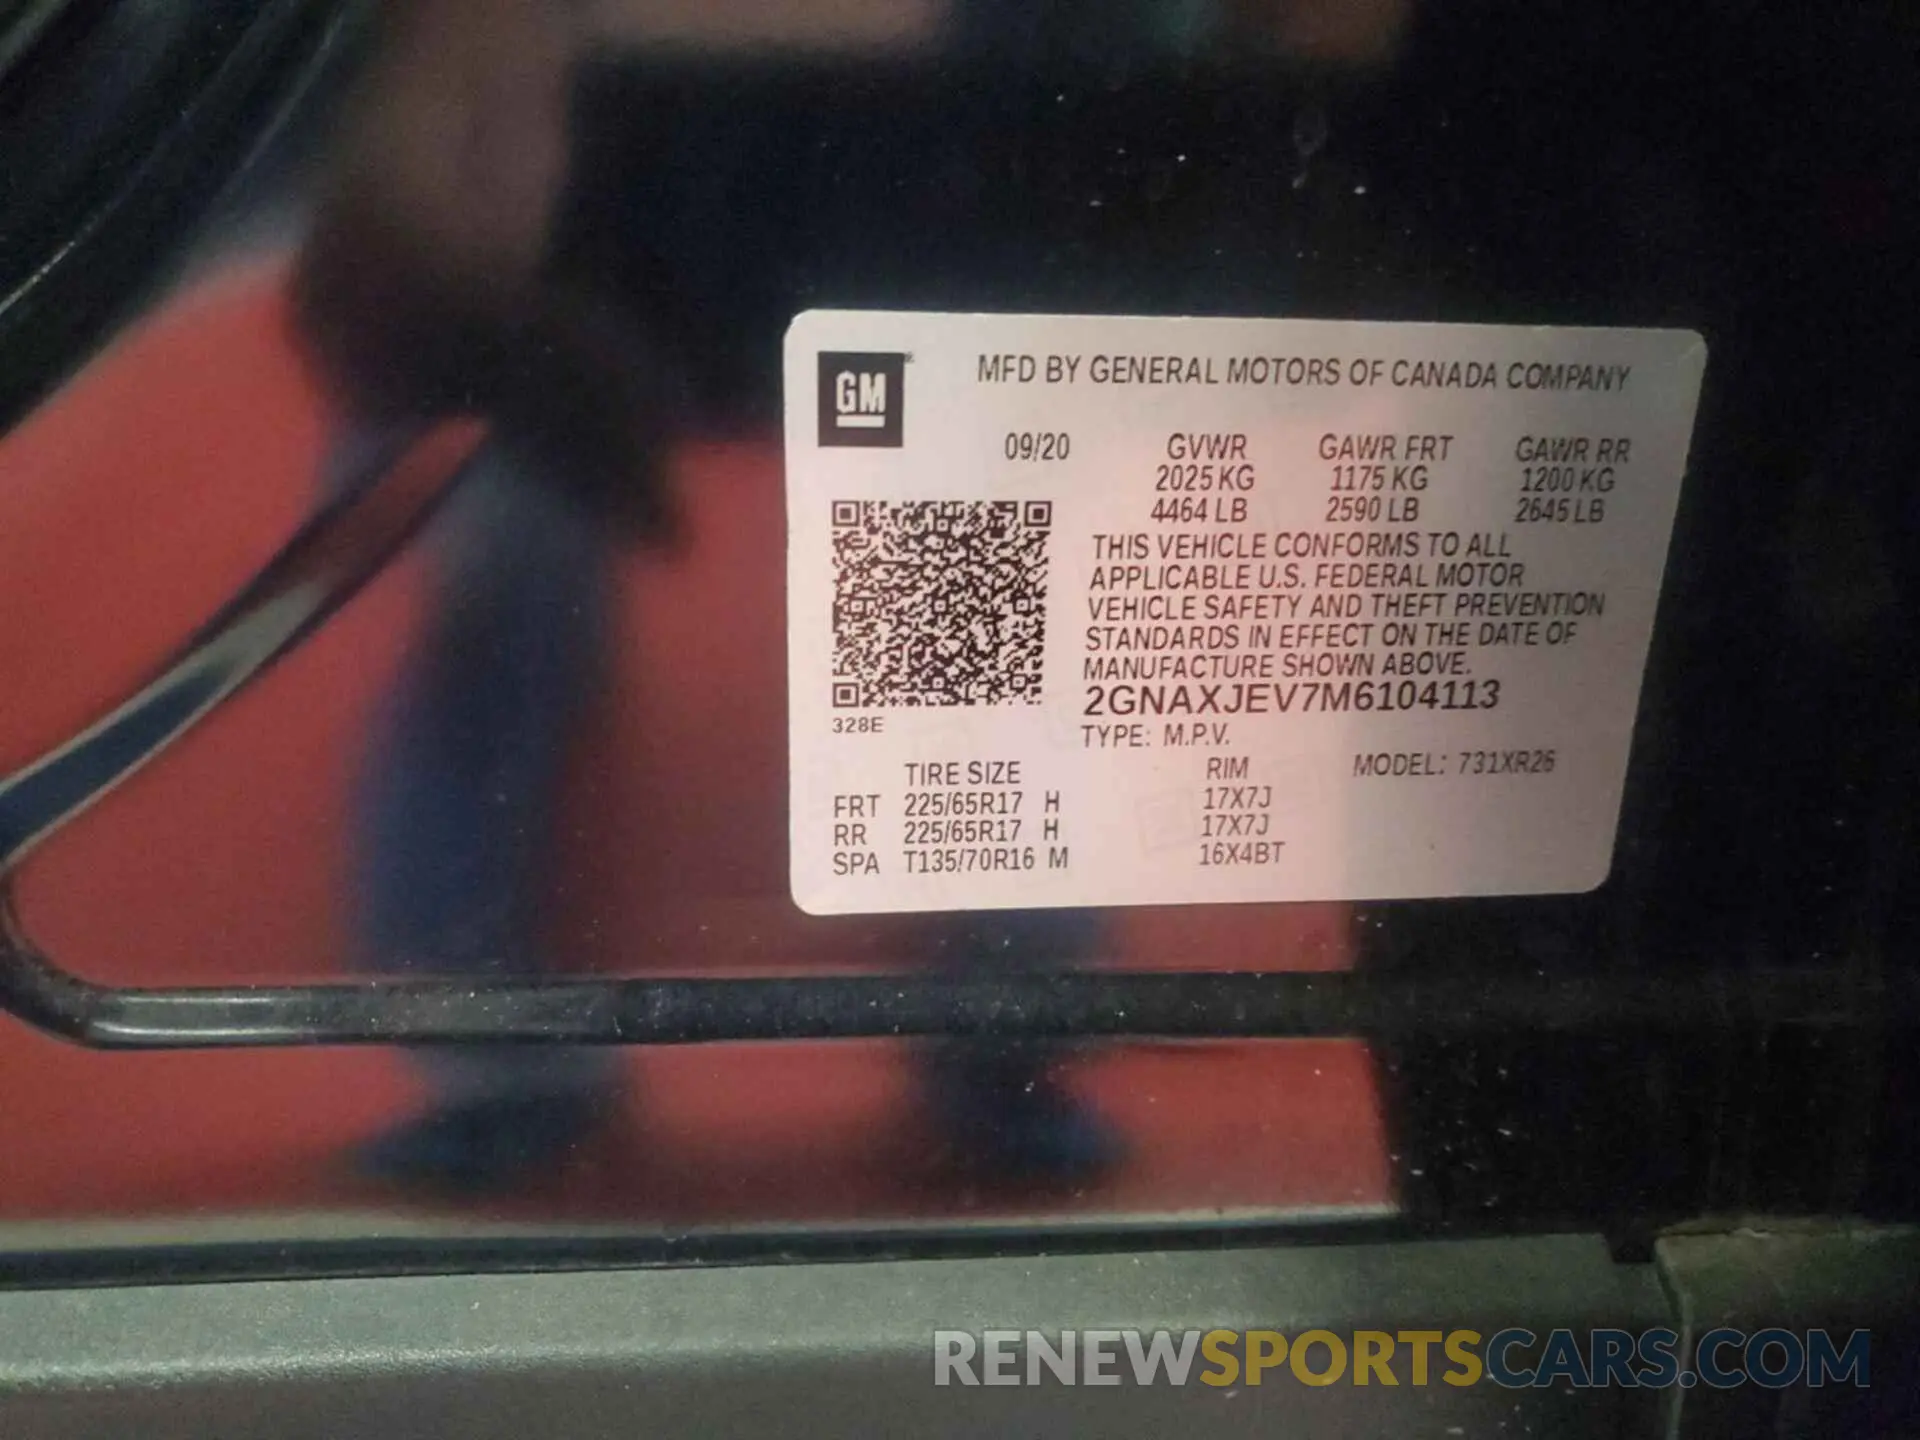 GM
MFD BY GENERAL MOTORS OF CANADA COMPANY
09/20 GVWR GAWR FRT GAWR RR
2025 KG 1175 KG 1200 KG
4464 LB 2590 LB 2645 LB
THIS VEHICLE CONFORMS TO ALL
APPLICABLE U.S. FEDERAL MOTOR
VEHICLE SAFETY AND THEFT PREVENTION
STANDARDS IN EFFECT ON THE DATE OF
MANUFACTURE SHOWN ABOVE.
2GNAXJEV7M6104113
328E
TYPE: M.P.V.
TIRE SIZE RIM MODEL: 731XR26
FRT 225/65R17 H 17X7J
RR 225/65R17 H 17X7J
SPA T135/70R16 M 16X4BT
RENEWSPORTSCARS.COM